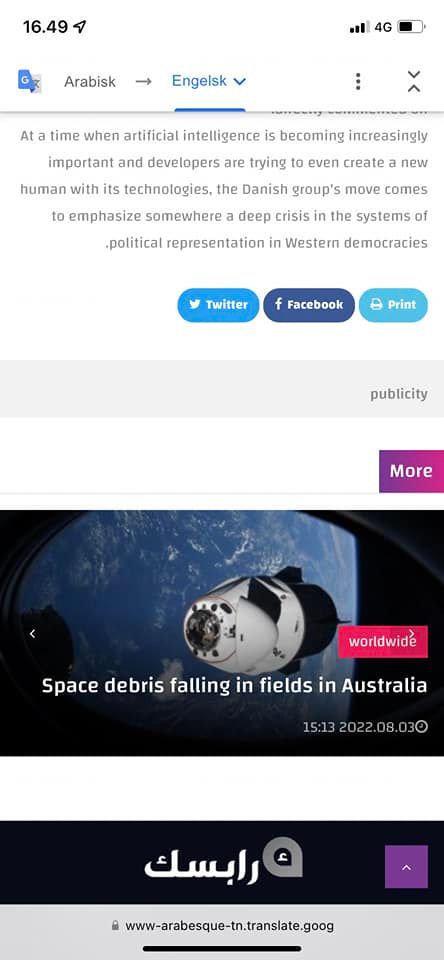 16.49
4G
Arabisk → Engelsk
At a time when artificial intelligence is becoming increasingly
important and developers are trying to even create a new
human with its technologies, the Danish group's move comes
to emphasize somewhere a deep crisis in the systems of
.political representation in Western democracies
Twitter
Facebook
Print
publicity
More
worldwide
Space debris falling in fields in Australia
15:13 2022.08.03
رابسك
www-arabesque-tn.translate.goog